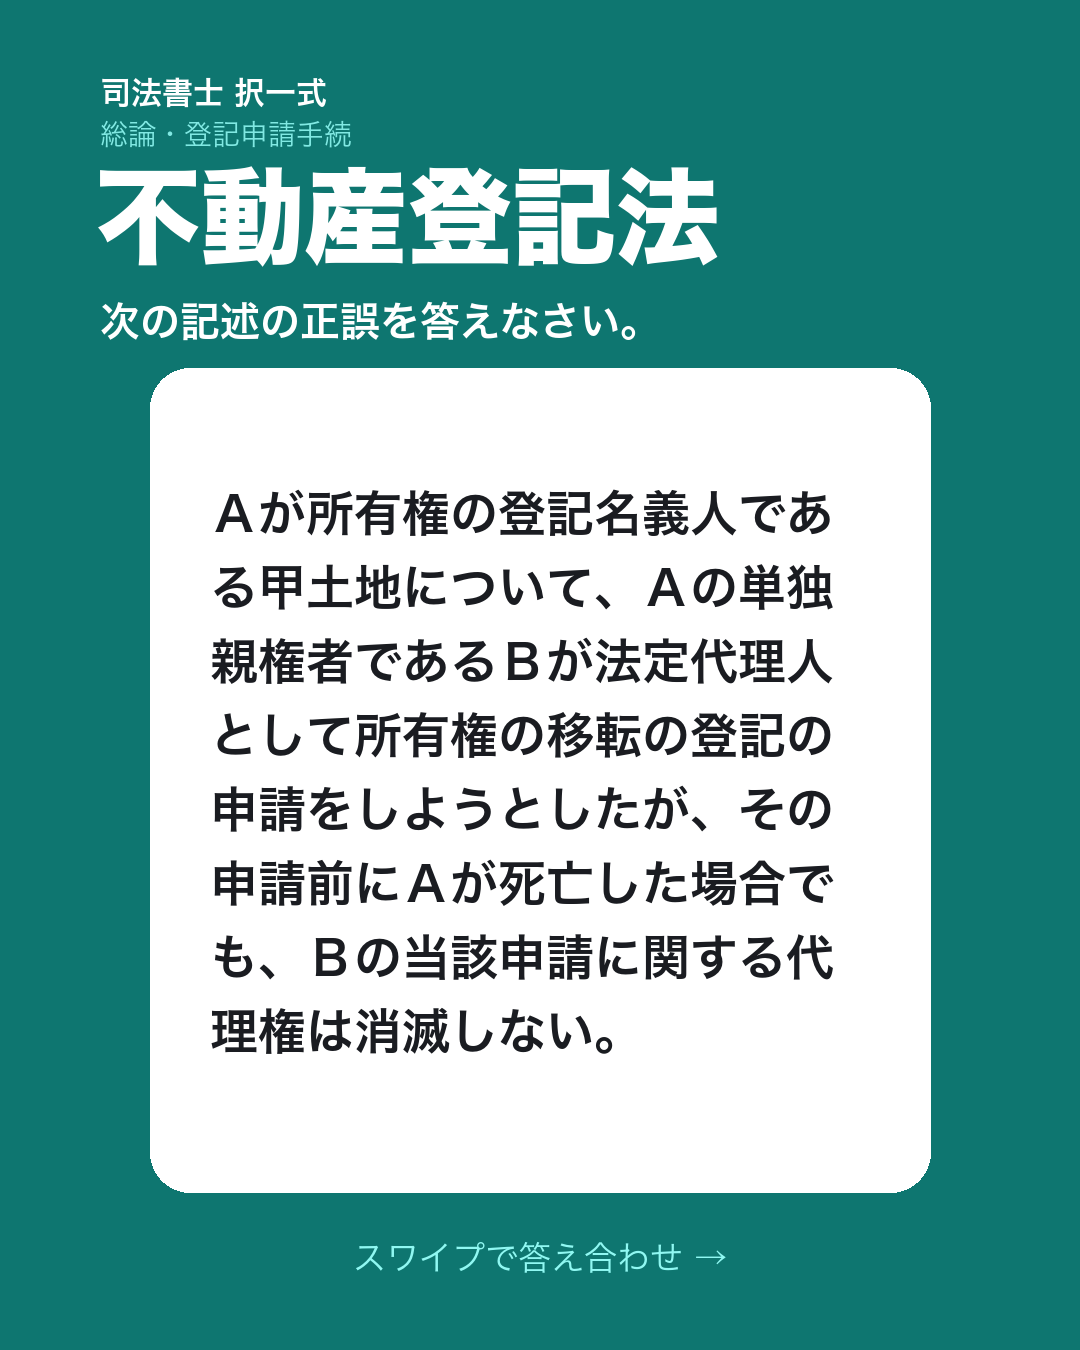 司法書士 択一式
総論・登記申請手続
不動産登記法
次の記述の正誤を答えなさい。
Ａが所有権の登記名義人であ
る甲土地について、Ａの単独
親権者であるＢが法定代理人
として所有権の移転の登記の
申請をしようとしたが、その
申請前にＡが死亡した場合で
も、Ｂの当該申請に関する代
理権は消滅しない。
スワイプで答え合わせ →